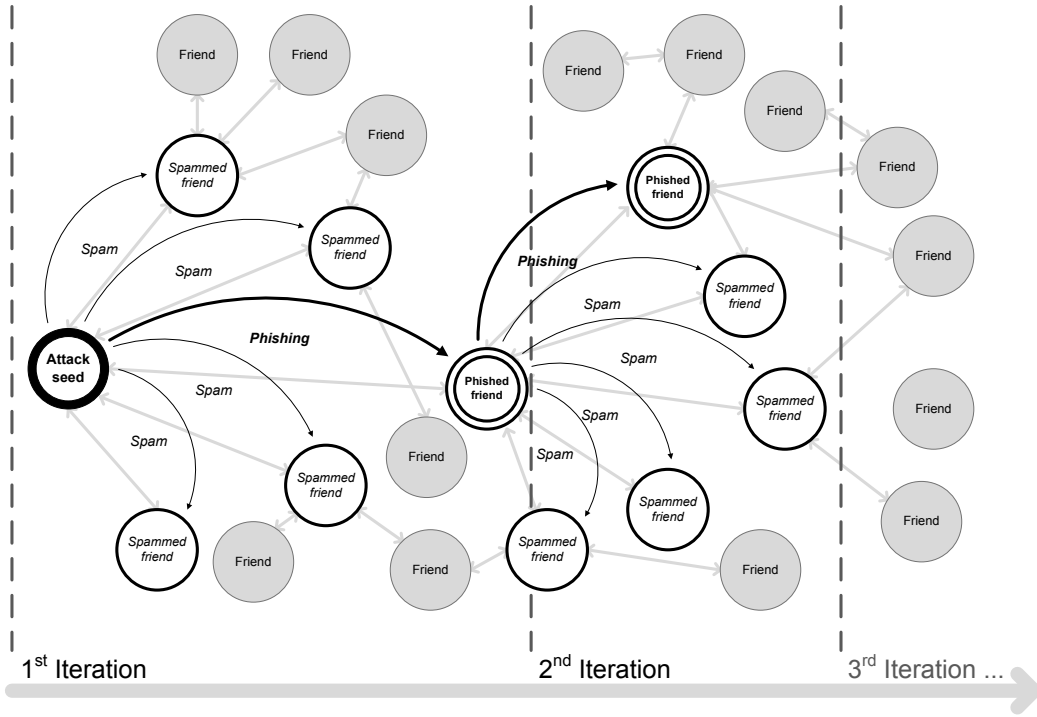 Friend
Friend
Friend
Friend
Friend
Friend
Spammed
friend
Friend
Phished
friend
Spammed
friend
Spam
Spam
Phishing
Friend
Spammed
friend
Spam
Phishing
Attack
seed
Spam
Phished
friend
Spam
Spammed
friend
Friend
Spam
Spam
Spam
Friend
Spammed
friend
Spammed
friend
Friend
Spammed
friend
Spammed
friend
Friend
Friend
Friend
1st Iteration
2nd Iteration
3rd Iteration ...